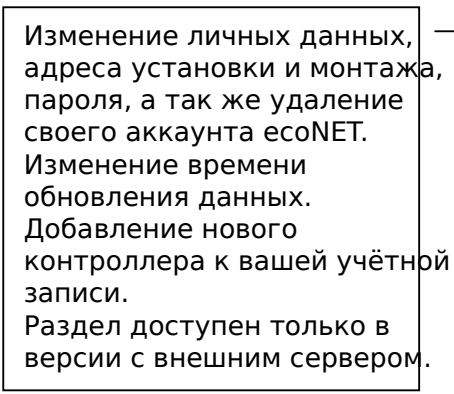 Изменение личных данных,
адреса установки и монтажа,
пароля, а так же удаление
своего аккаунта ecoNET.
Изменение времени
обновления данных.
Добавление нового
контроллера к вашей учётной
записи.
Раздел доступен только в
версии с внешним сервером.